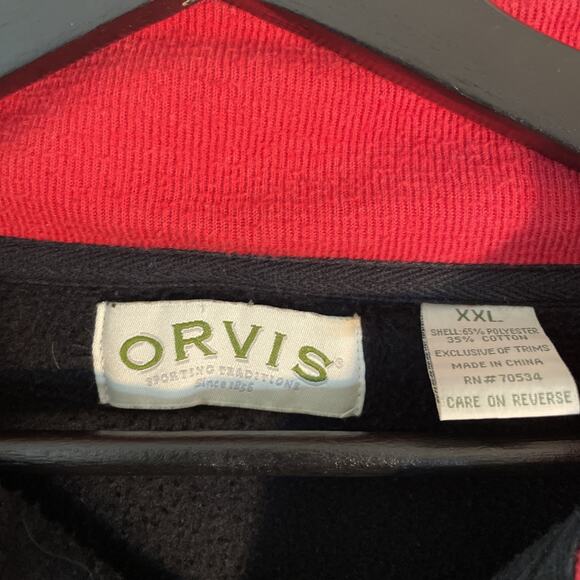 ORVIS®
SPORTING TRADITIONS
Since 1856
XXL
SHELL: 65% POLYESTER
35% COTTON
EXCLUSIVE OF TRIMS
MADE IN CHINA
RN# 70534
CARE ON REVERSE